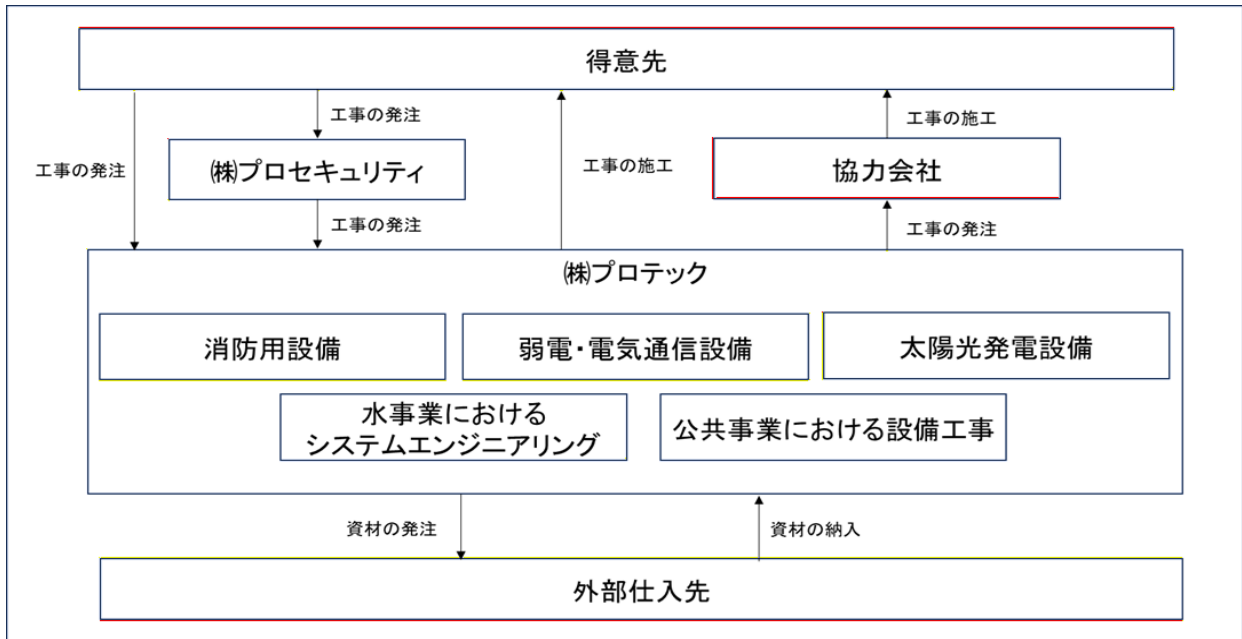 得意先
工事の発注
工事の発注
工事の施工
工事の施工
㈱プロセキュリティ
協力会社
工事の発注
工事の発注
㈱プロテック
消防用設備
弱電・電気通信設備
太陽光発電設備
水事業における
システムエンジニアリング
公共事業における設備工事
資材の発注
資材の納入
外部仕入先